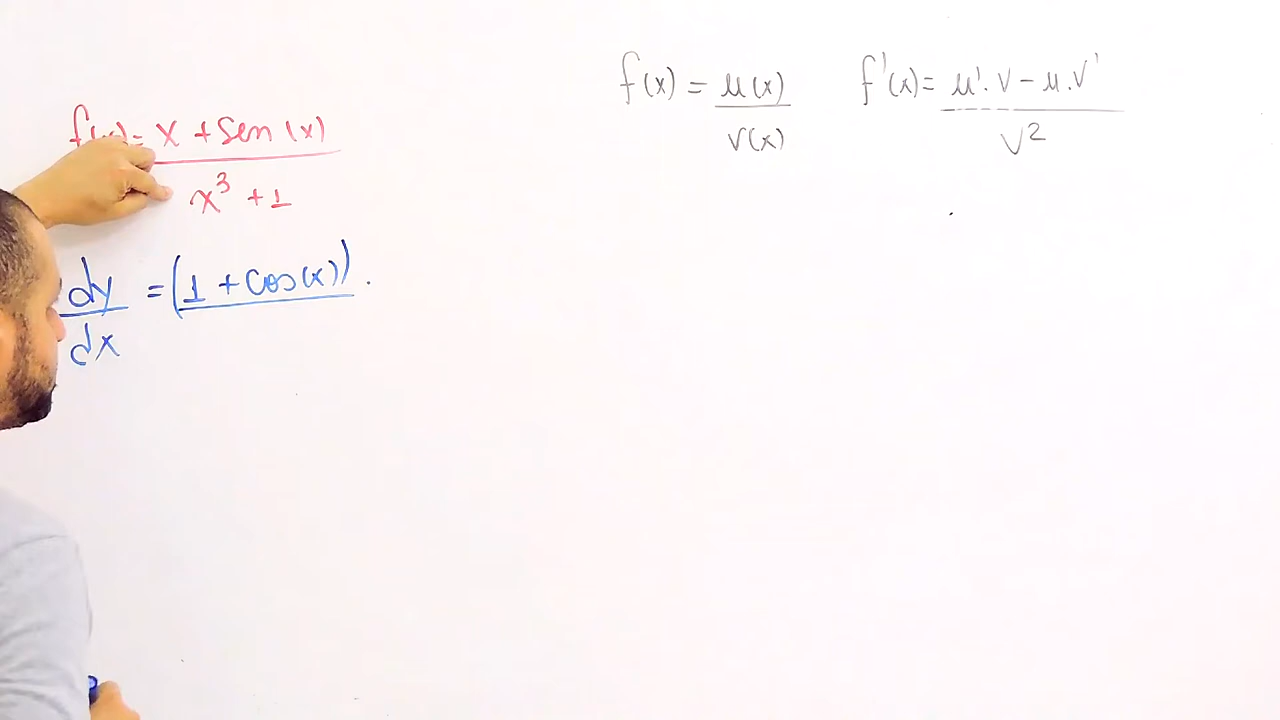 f(x) = x + Sen (x)
x³ + 1
dy = (1 + Cos(x)) .
dx
f(x) = μ(x)
v(x)
f'(x) = μ' . v - μ . v'
v²